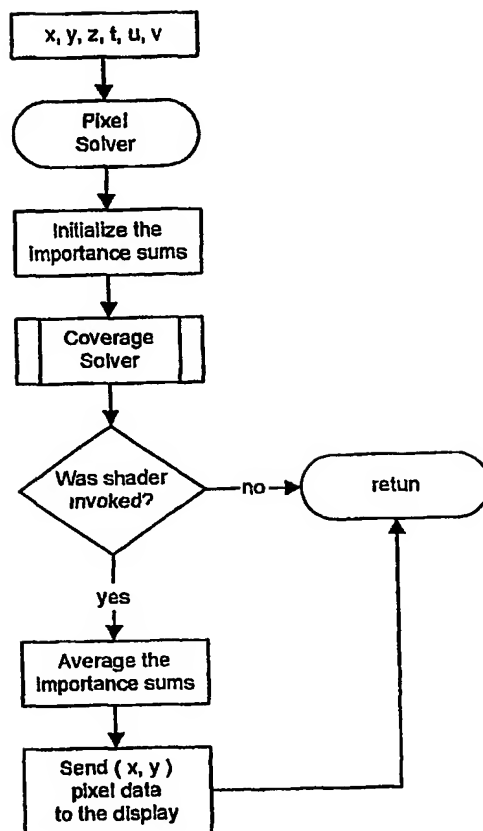 x, y, z, t, u, v
Pixel
Solver
Initialize the
importance sums
Coverage
Solver
Was shader
invoked?
no
retun
yes
Average the
importance sums
Send ( x, y )
pixel data
to the display